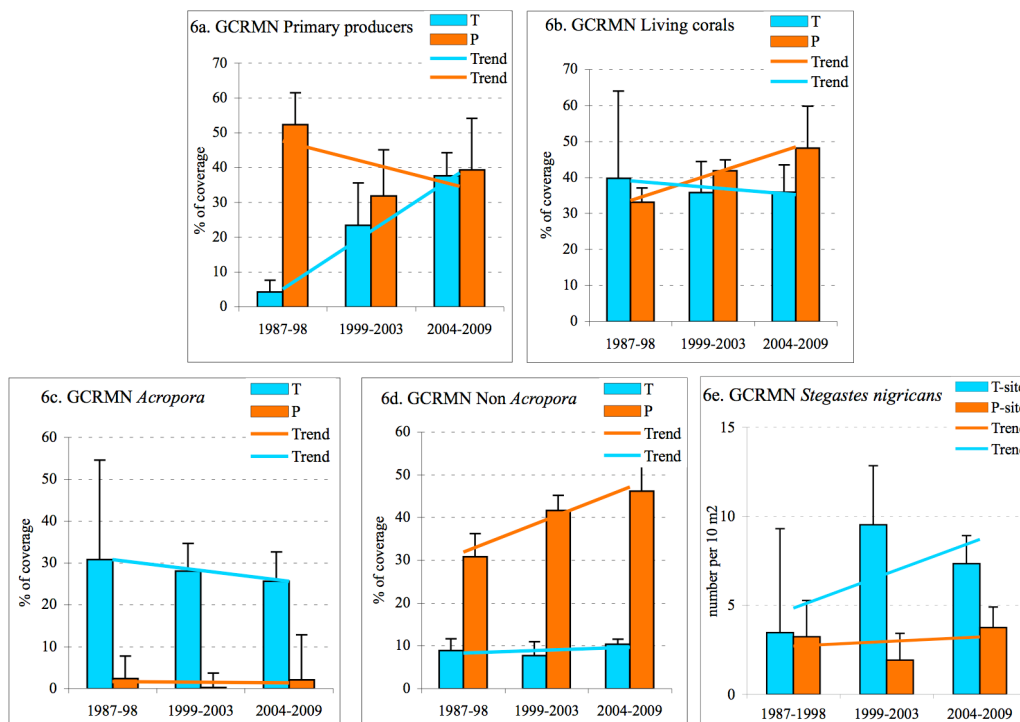 6a. GCRMN Primary producers
T
P
Trend
Trend
% of coverage
70
60
50
40
30
20
10
0
1987-98 1999-2003 2004-2009
6b. GCRMN Living corals
T
P
Trend
Trend
% of coverage
70
60
50
40
30
20
10
0
1987-98 1999-2003 2004-2009
6c. GCRMN Acropora
T
P
Trend
Trend
% of coverage
60
50
40
30
20
10
0
1987-98 1999-2003 2004-2009
6d. GCRMN Non Acropora
T
P
Trend
Trend
% of coverage
60
50
40
30
20
10
0
1987-98 1999-2003 2004-2009
6e. GCRMN Stegastes nigricans
T-site
P-site
Trend
Trend
number per 10 m2
15
10
5
0
1987-1998 1999-2003 2004-2009